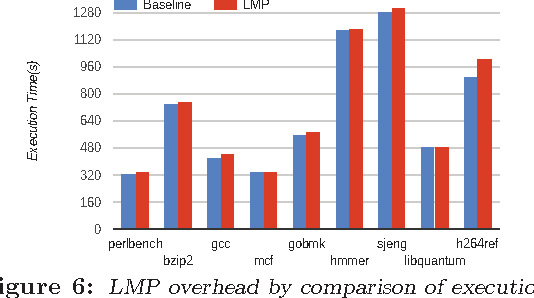 Baseline LMP
1280
1120
960
800
640
480
320
160
0
Execution Time(s)
perlbench gcc gobmk sjeng h264ref
bzip2 mcf hmmer libquantum
igure 6: LMP overhead by comparison of executio